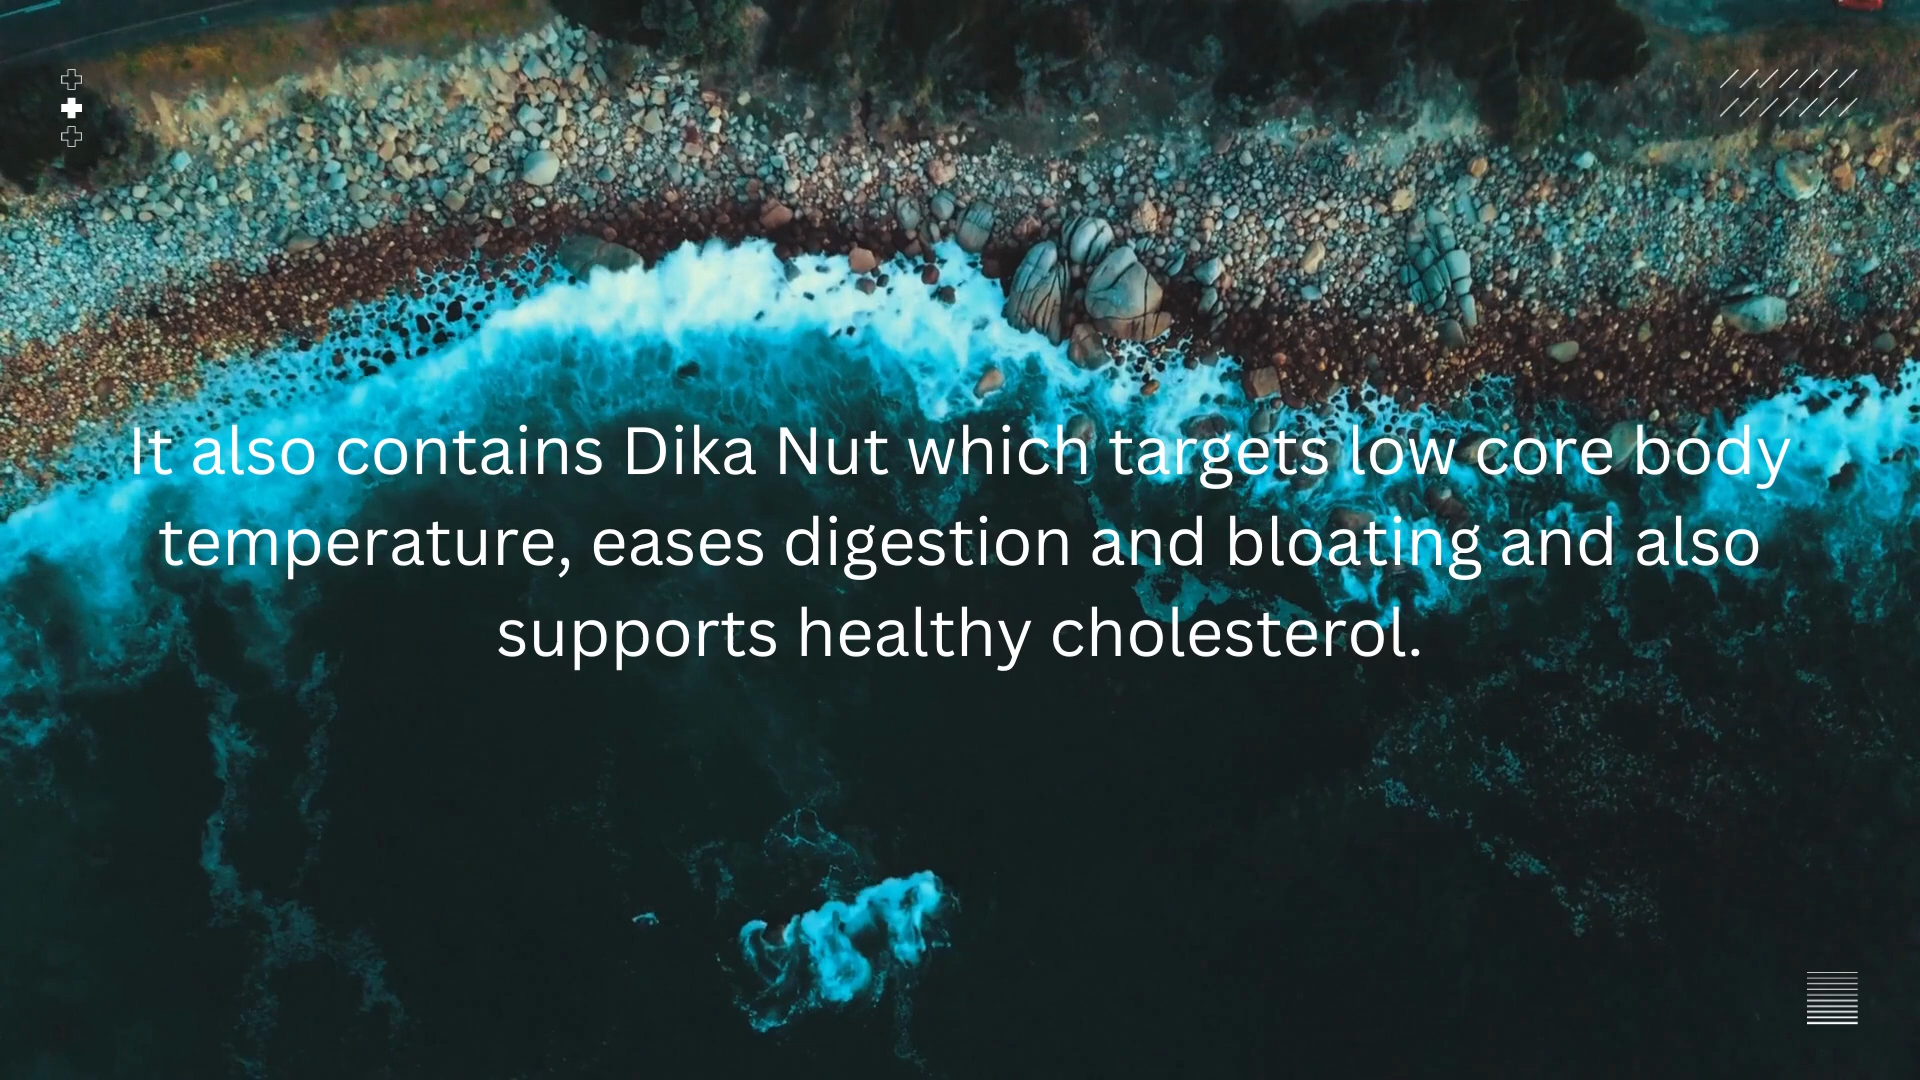 It also contains Dika Nut which targets low core body
temperature, eases digestion and bloating and also
supports healthy cholesterol.